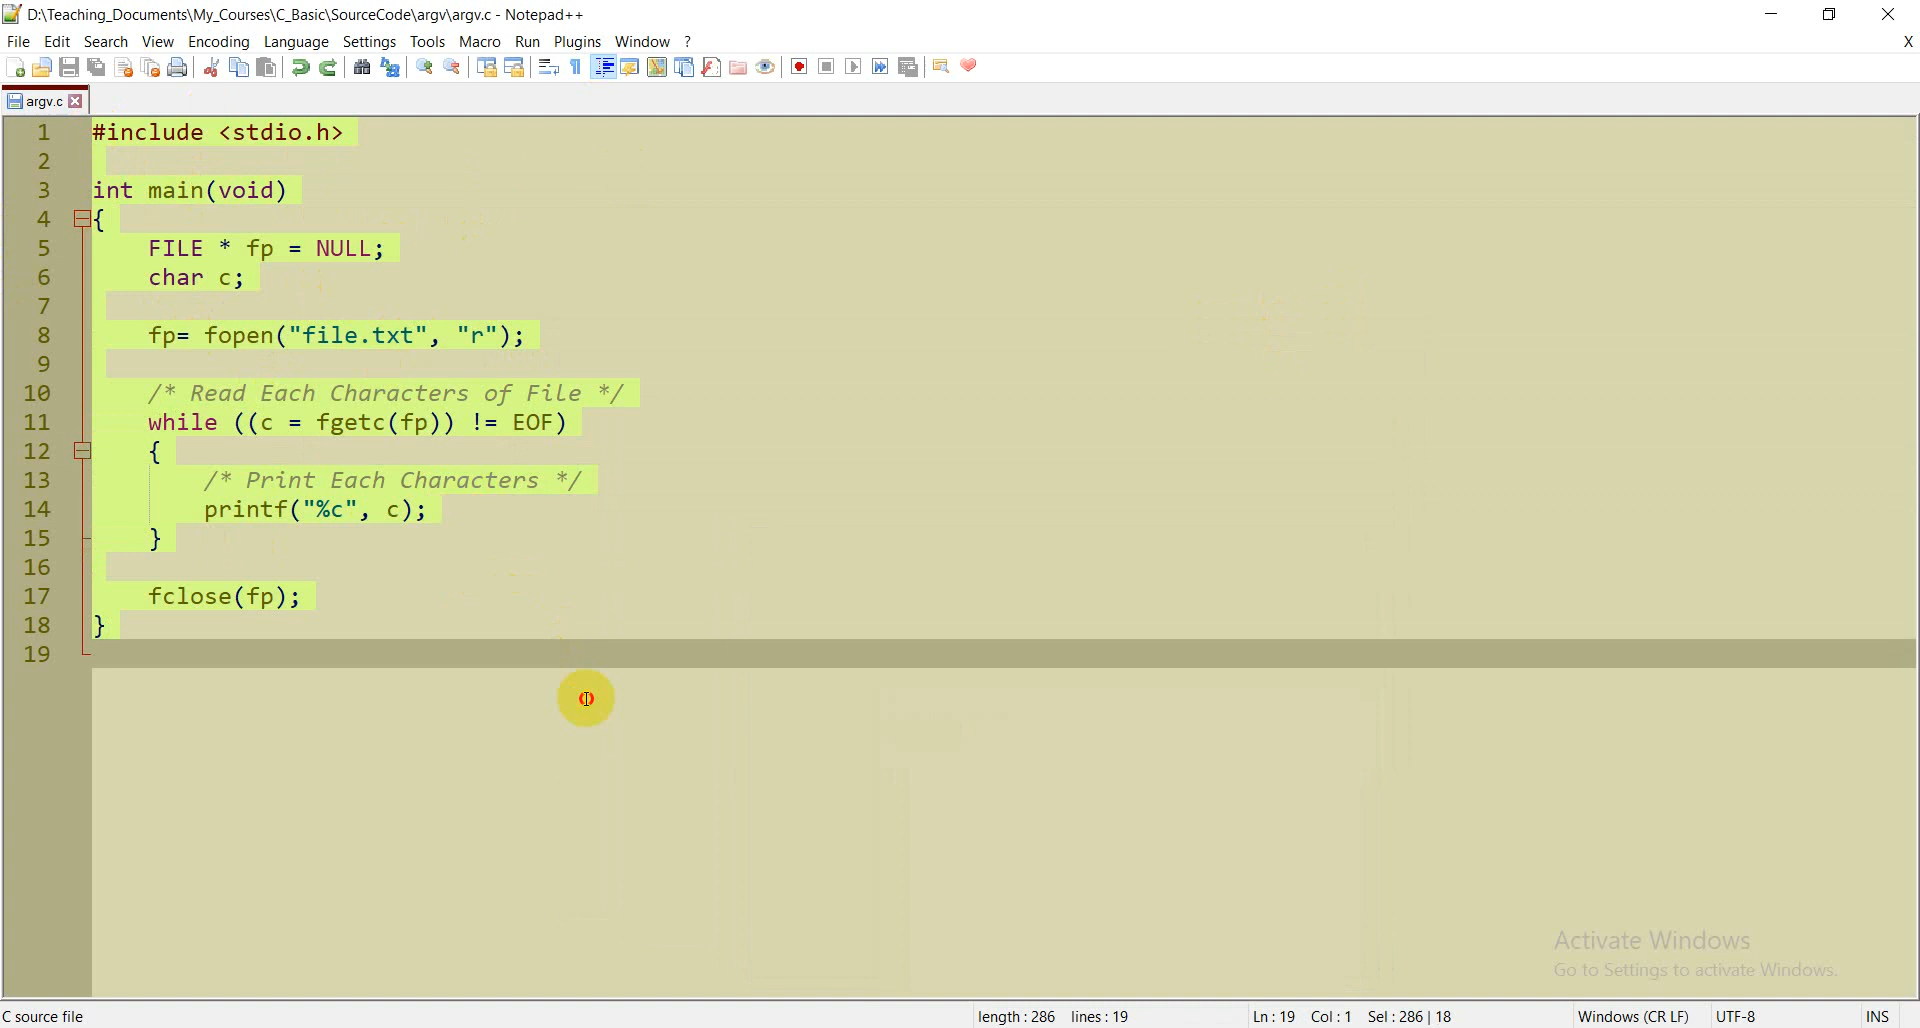 D:\Teaching_Documents\My_Courses\C_Basic\SourceCode\argv\argv.c - Notepad++
File Edit Search View Encoding Language Settings Tools Macro Run Plugins Window ? X
argv.c
1 #include <stdio.h>
2
3 int main(void)
4 {
5 FILE * fp = NULL;
6 char c;
7
8 fp= fopen("file.txt", "r");
9
10 /* Read Each Characters of File */
11 while ((c = fgetc(fp)) != EOF)
12 {
13 /* Print Each Characters */
14 printf("%c", c);
15 }
16
17 fclose(fp);
18 }
19
Activate Windows
Go to Settings to activate Windows.
C source file length : 286 lines : 19 Ln : 19 Col : 1 Sel : 286 | 18 Windows (CR LF) UTF-8 INS